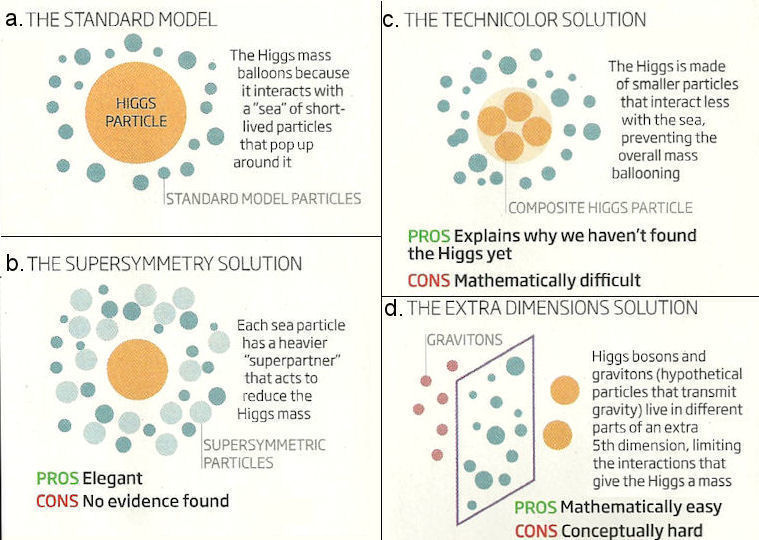 a. THE STANDARD MODEL
The Higgs mass
balloons because
it interacts with
a "sea" of short-
lived particles
that pop up
around it
HIGGS
PARTICLE
STANDARD MODEL PARTICLES
b. THE SUPERSYMMETRY SOLUTION
Each sea particle
has a heavier
"superpartner"
that acts to
reduce the
Higgs mass
SUPERSYMMETRIC
PARTICLES
PROS Elegant
CONS No evidence found
c. THE TECHNICOLOR SOLUTION
The Higgs is made
of smaller particles
that interact less
with the sea,
preventing the
overall mass
ballooning
COMPOSITE HIGGS PARTICLE
PROS Explains why we haven't found
the Higgs yet
CONS Mathematically difficult
d. THE EXTRA DIMENSIONS SOLUTION
GRAVITONS
Higgs bosons and
gravitons (hypothetical
particles that transmit
gravity) live in different
parts of an extra
5th dimension, limiting
the interactions that
give the Higgs a mass
PROS Mathematically easy
CONS Conceptually hard